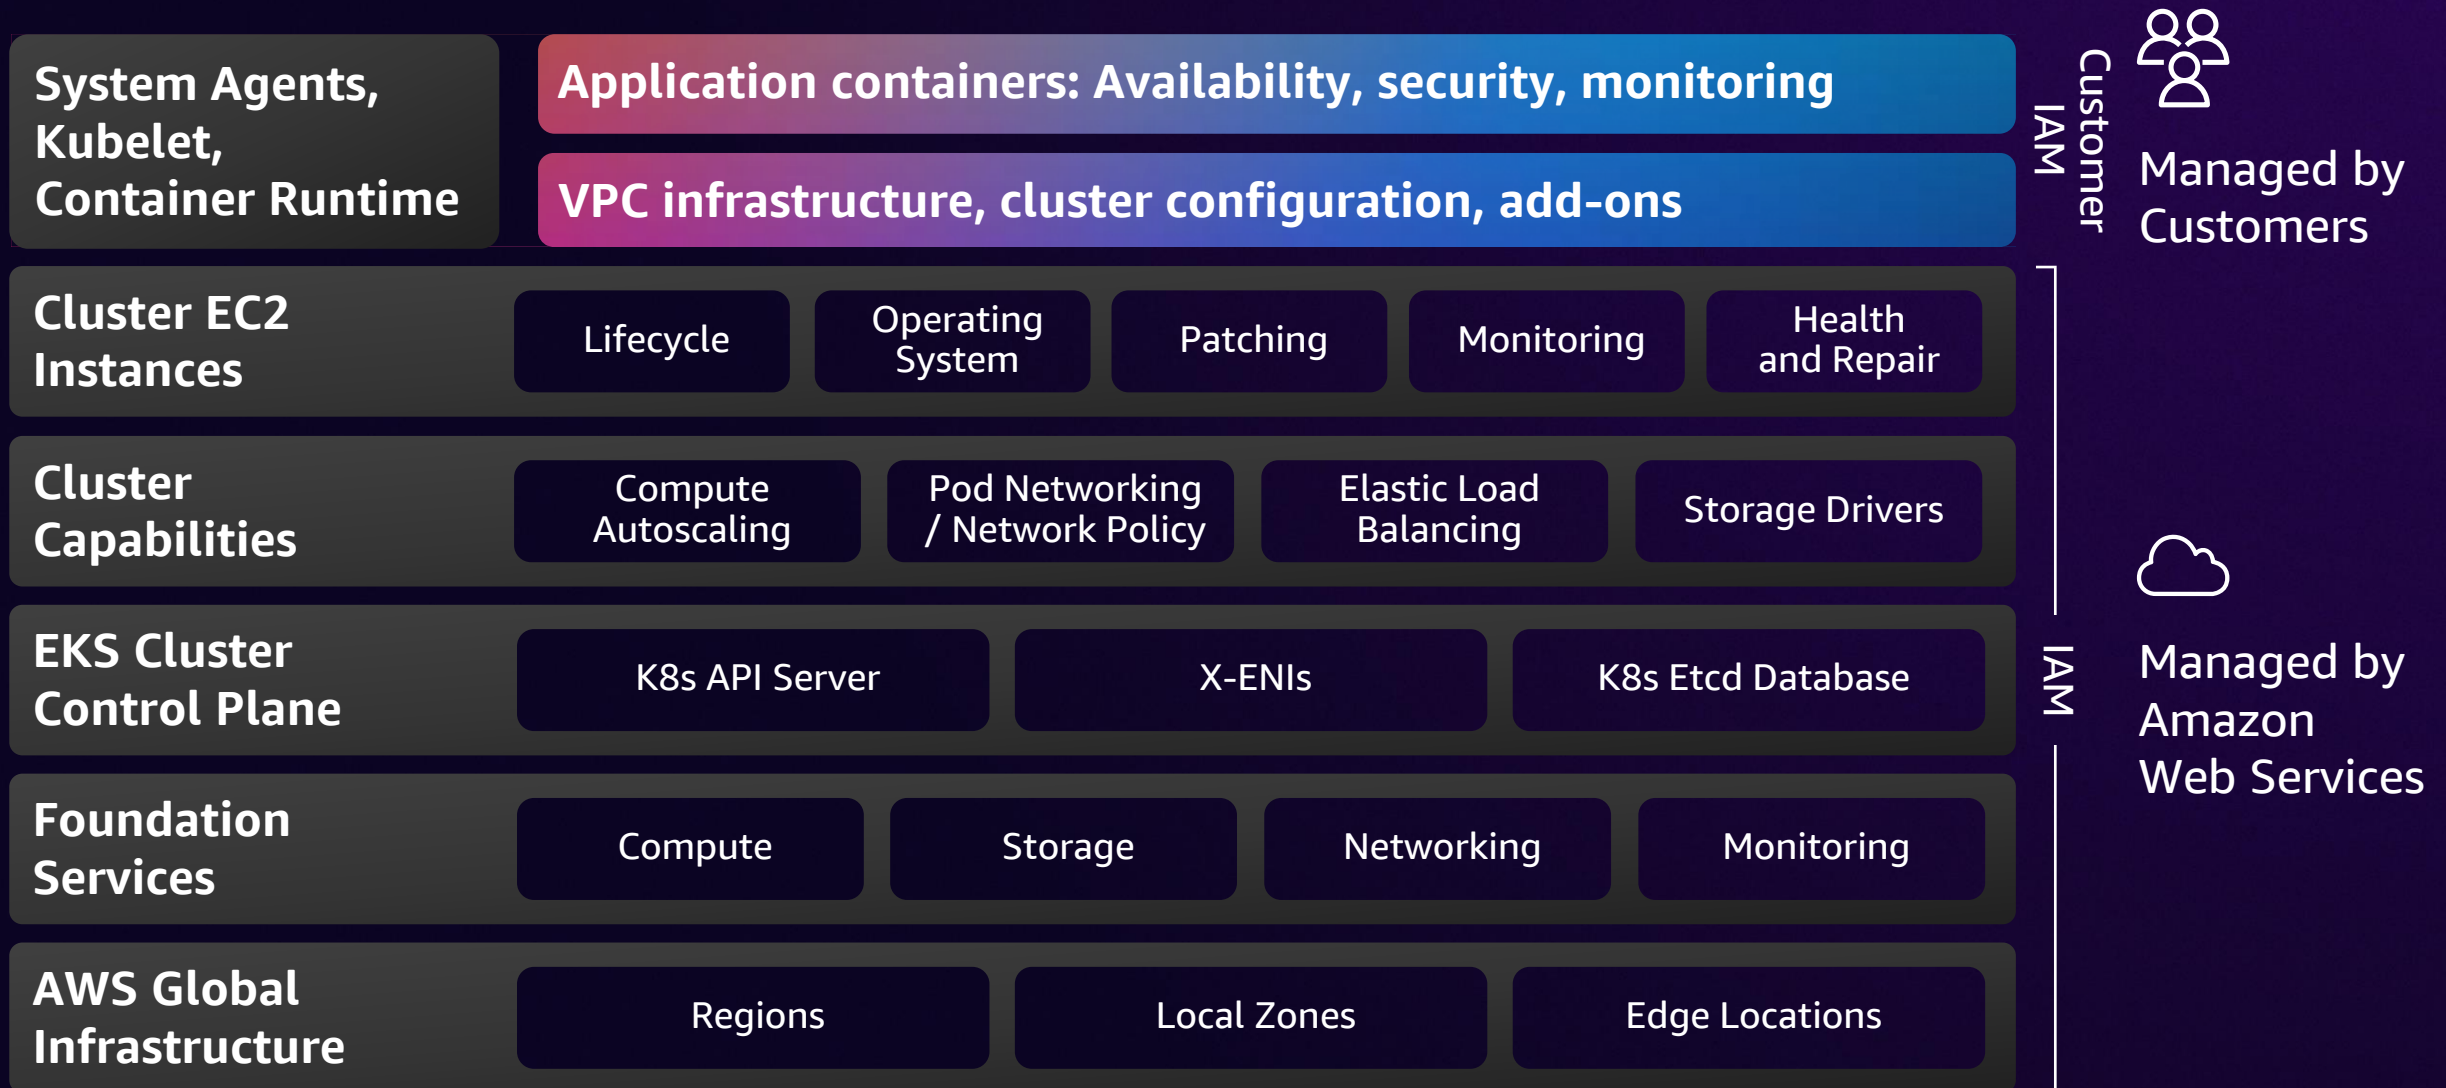 System Agents,
Kubelet,
Container Runtime
Application containers: Availability, security, monitoring
VPC infrastructure, cluster configuration, add-ons
Customer
IAM
Managed by
Customers
Cluster EC2
Instances
Lifecycle
Operating
System
Patching
Monitoring
Health
and Repair
Cluster
Capabilities
Compute
Autoscaling
Pod Networking
/ Network Policy
Elastic Load
Balancing
Storage Drivers
EKS Cluster
Control Plane
K8s API Server
X-ENIs
K8s Etcd Database
IAM
Managed by
Amazon
Web Services
Foundation
Services
Compute
Storage
Networking
Monitoring
AWS Global
Infrastructure
Regions
Local Zones
Edge Locations